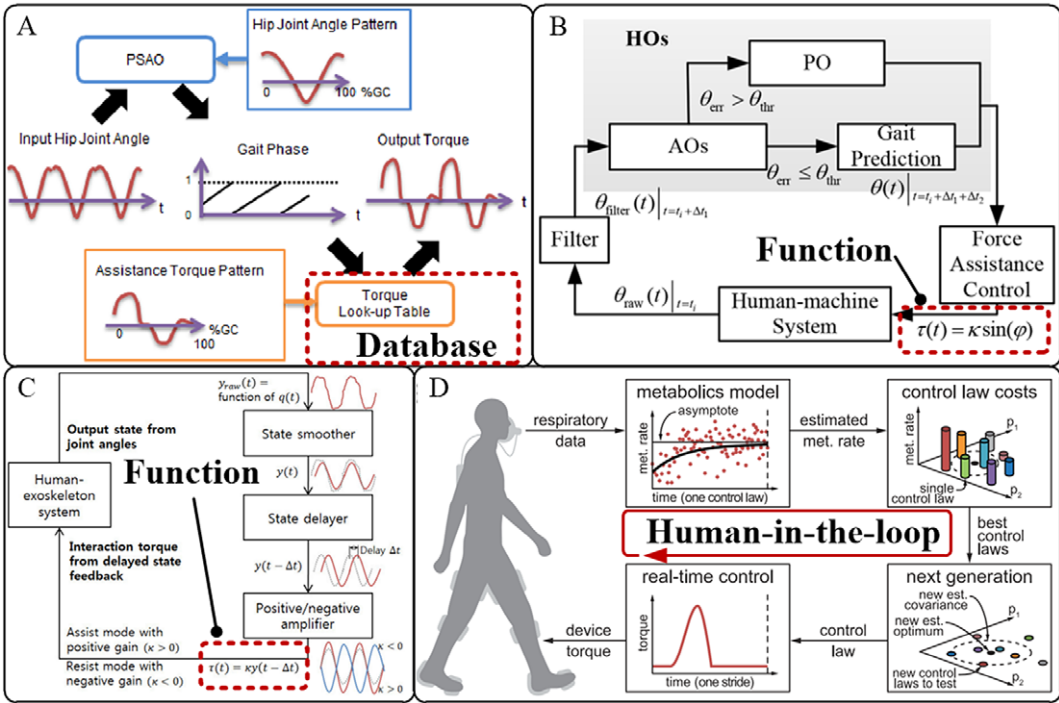 A
Hip Joint Angle Pattern
PSAO
0
100 %GC
Input Hip Joint Angle
t
Gait Phase
1
0
t
Output Torque
t
Assistance Torque Pattern
0
%GC
100
Torque
Look-up Table
Database
B
HOs
PO
θerr > θthr
AOs
θerr ≤ θthr
Gait
Prediction
θfilter(t)|t=ti+Δt1
θ(t)|t=ti+Δt1+Δt2
Filter
Function
Force
Assistance
Control
θraw(t)|t=ti
Human-machine
System
τ(t) = κ sin(φ)
C
yraw(t) =
function of q(t)
Output state from
joint angles
State smoother
Function
y(t)
Human-
exoskeleton
system
State delayer
Interaction torque
from delayed state
feedback
Delay Δt
y(t − Δt)
Positive/negative
amplifier
Assist mode with
positive gain (κ > 0)
Resist mode with
negative gain (κ < 0)
τ(t) = κy(t − Δt)
κ < 0
κ > 0
D
respiratory
data
metabolics model
asymptote
met. rate
time (one control law)
estimated
met. rate
control law costs
met. rate
p1
single
control law
p2
Human-in-the-loop
best
control
laws
real-time control
torque
time (one stride)
device
torque
control
law
next generation
new est.
covariance
p1
new est.
optimum
new control
laws to test
p2